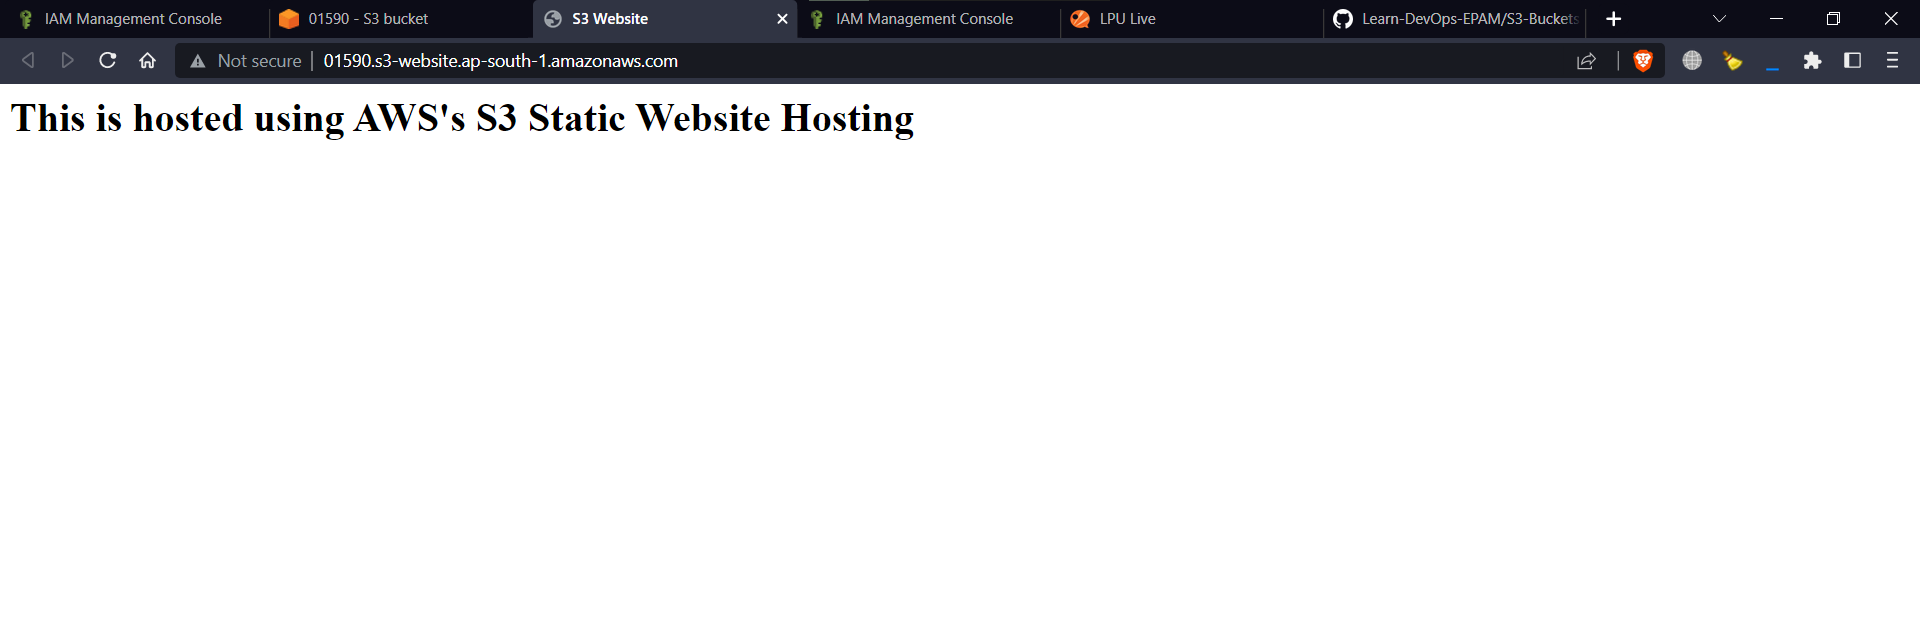 IAM Management Console
01590 - S3 bucket
S3 Website
IAM Management Console
LPU Live
Learn-DevOps-EPAM/S3-Buckets
Not secure
01590.s3-website.ap-south-1.amazonaws.com
This is hosted using AWS's S3 Static Website Hosting